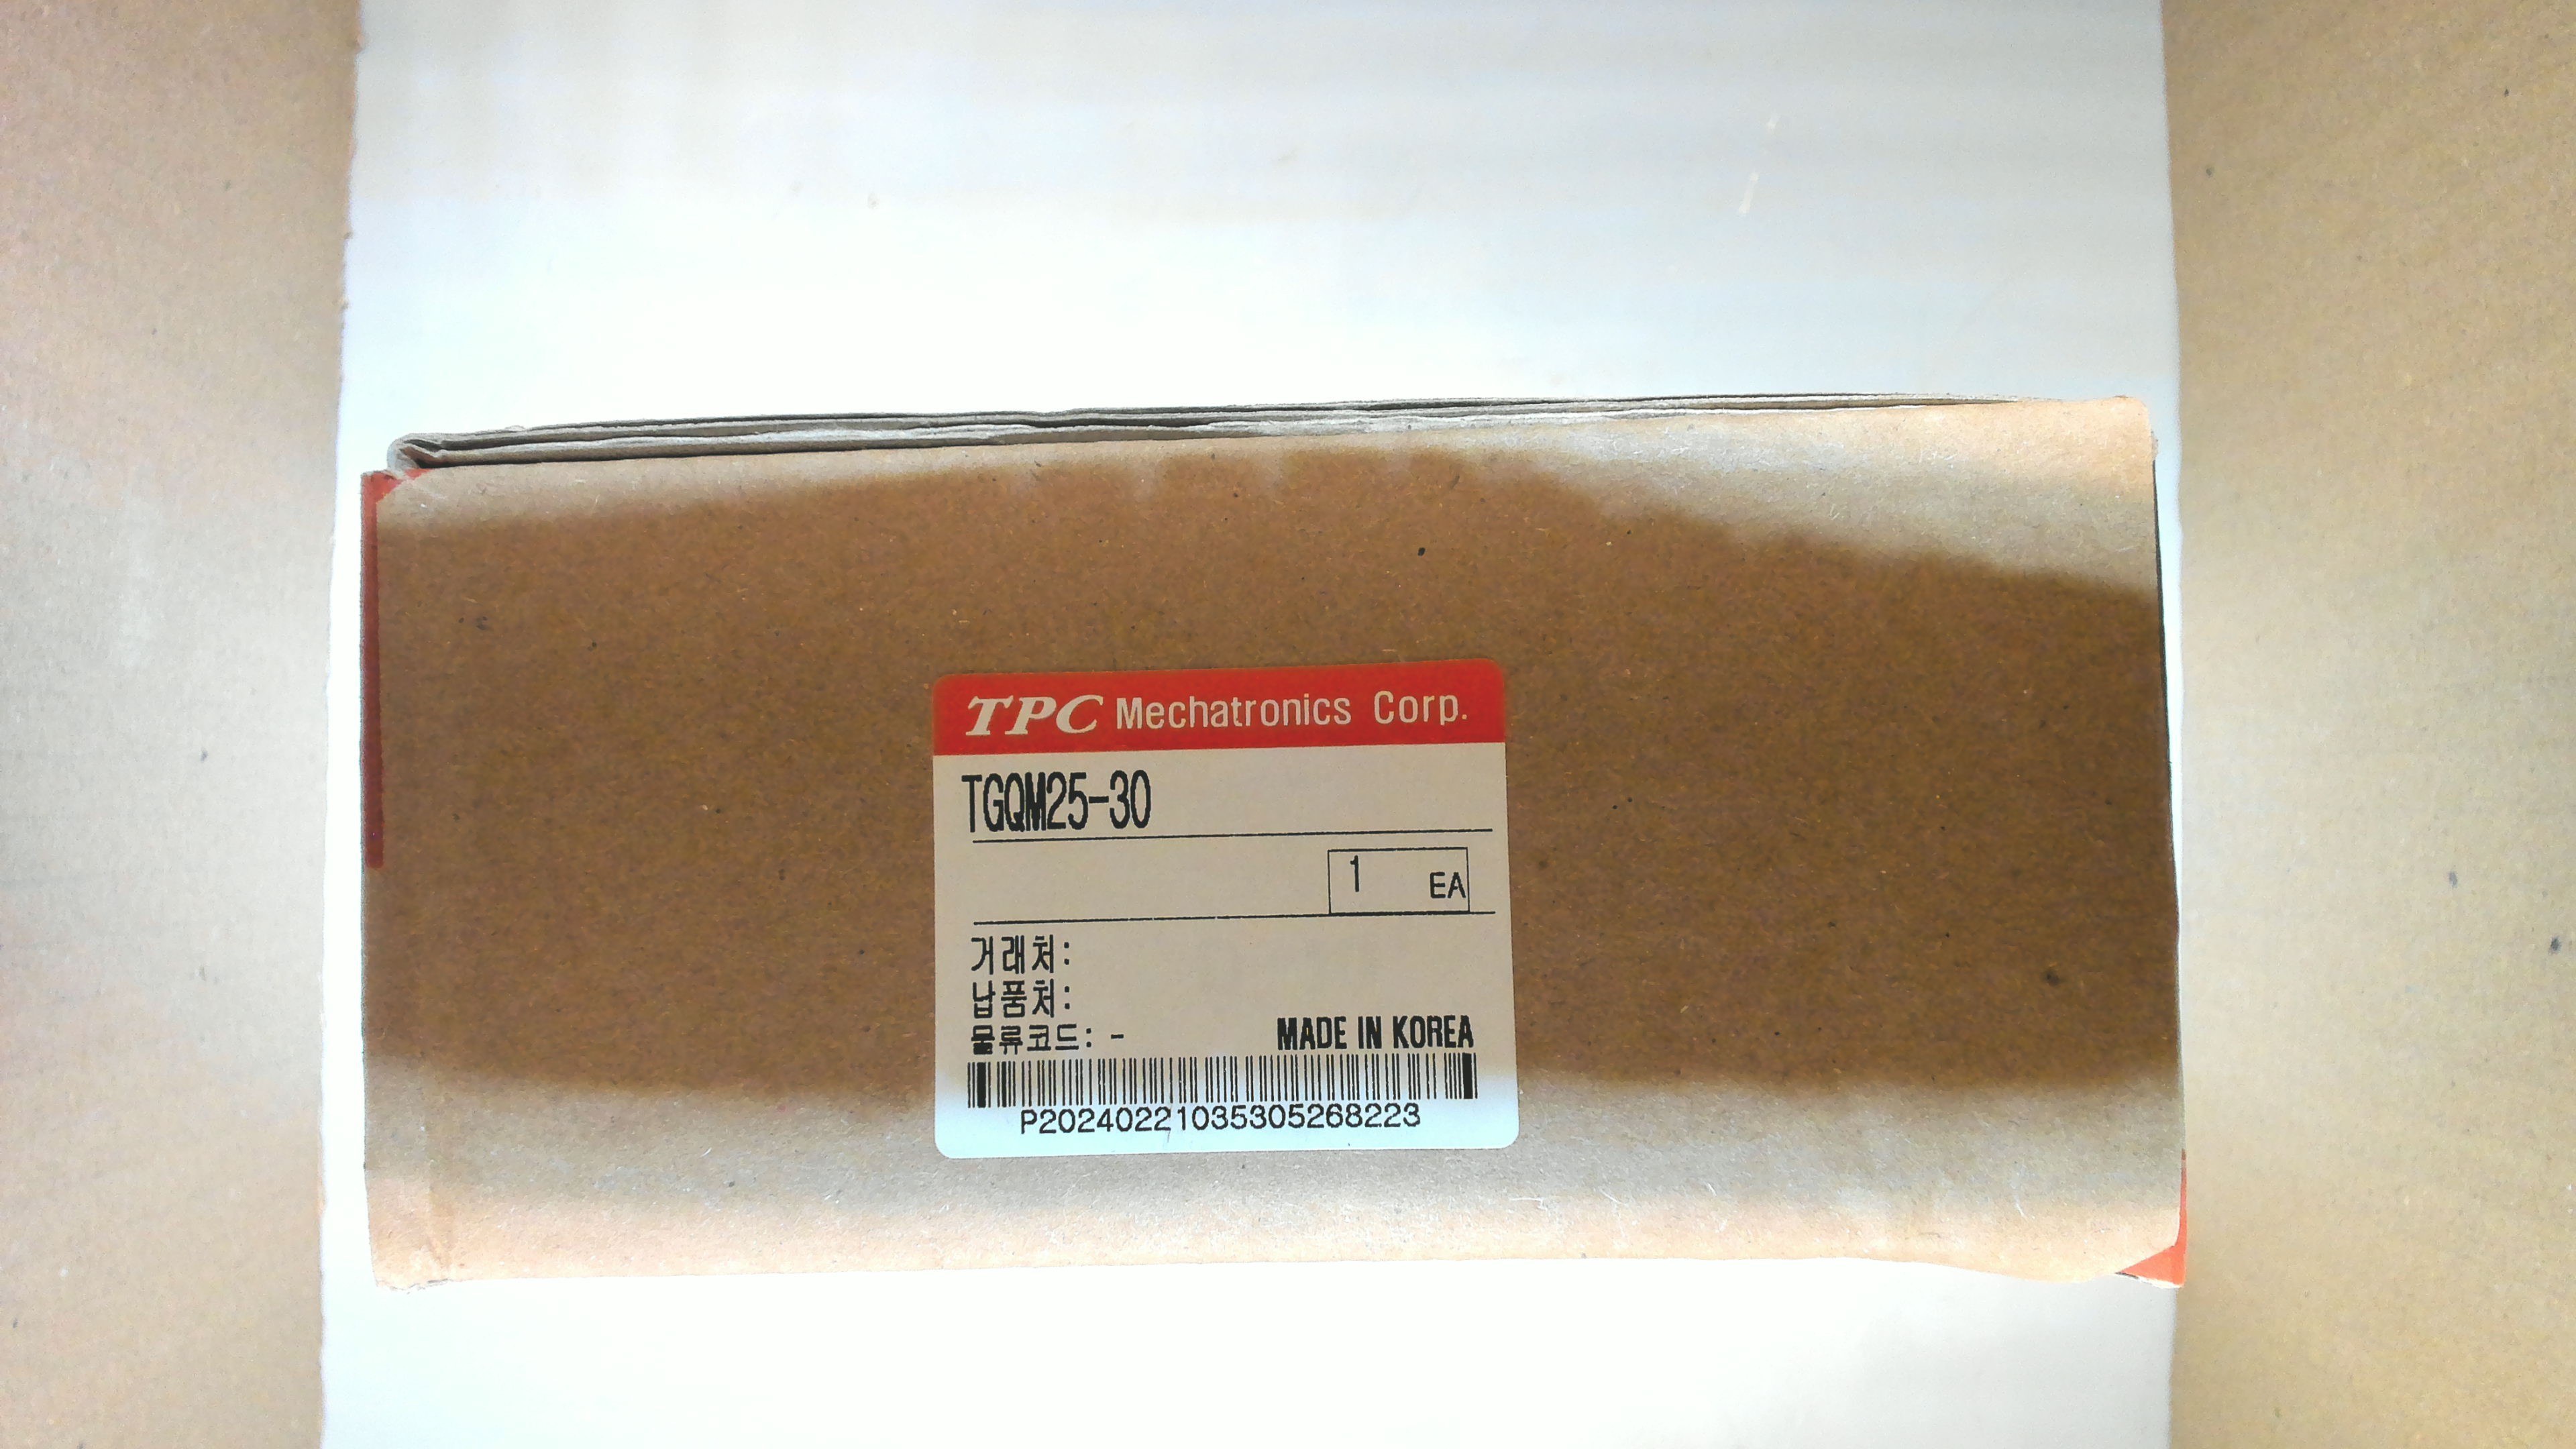 TPC Mechatronics Corp.
TGQM25-30
1 EA
거래처:
납품처:
물류코드: - MADE IN KOREA
P20240221035305268223